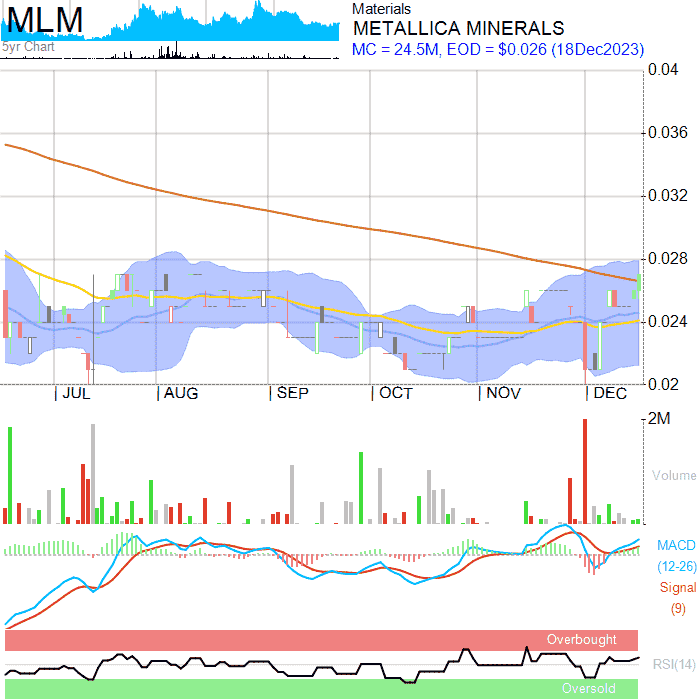 MLM
5yr Chart
Materials
METALLICA MINERALS
MC = 24.5M, EOD = $0.026 (18Dec2023)
0.04
0.036
0.032
0.028
0.024
0.02
JUL
AUG
SEP
OCT
NOV
DEC
2M
Volume
MACD
(12-26)
Signal
(9)
Overbought
RSI(14)
Oversold